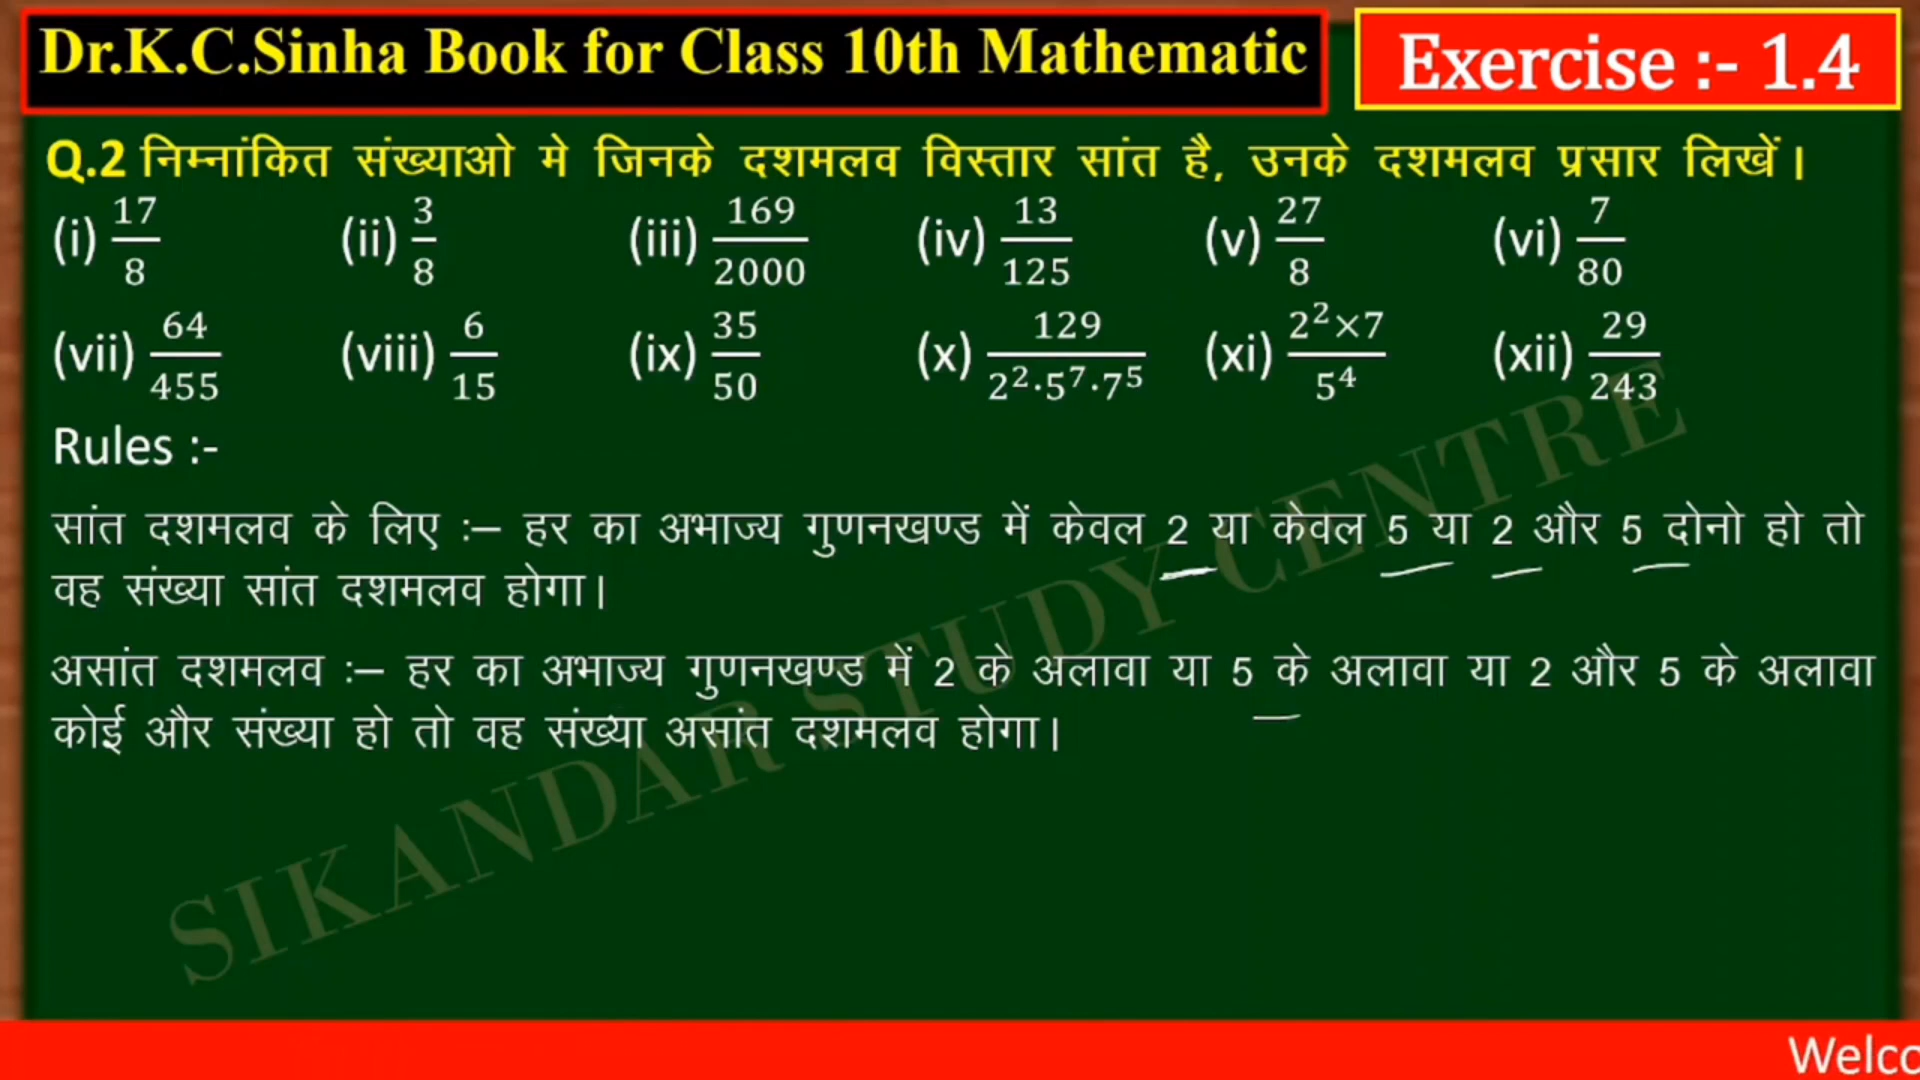 Dr.K.C.Sinha Book for Class 10th Mathematic
Exercise :- 1.4
Q.2 निम्नांकित संख्याओ मे जिनके दशमलव विस्तार सांत है, उनके दशमलव प्रसार लिखें।
(i) 17/8 (ii) 3/8 (iii) 169/2000 (iv) 13/125 (v) 27/8 (vi) 7/80
(vii) 64/455 (viii) 6/15 (ix) 35/50 (x) 129/2²·5⁷·7⁵ (xi) 2²×7/5⁴ (xii) 29/243
Rules :-
सांत दशमलव के लिए :– हर का अभाज्य गुणनखण्ड में केवल 2 या केवल 5 या 2 और 5 दोनो हो तो
वह संख्या सांत दशमलव होगा।
असांत दशमलव :– हर का अभाज्य गुणनखण्ड में 2 के अलावा या 5 के अलावा या 2 और 5 के अलावा
कोई और संख्या हो तो वह संख्या असांत दशमलव होगा।
SIKANDAR STUDY CENTRE
Welco